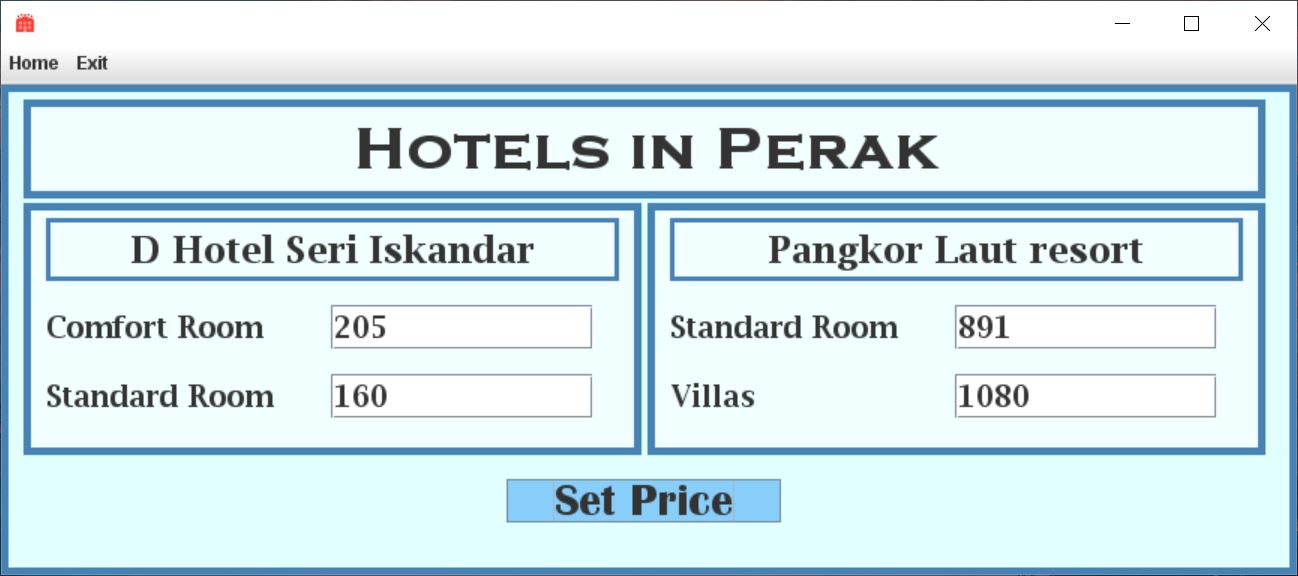 Home Exit
Hotels in Perak
D Hotel Seri Iskandar
Comfort Room 205
Standard Room 160
Pangkor Laut resort
Standard Room 891
Villas 1080
Set Price